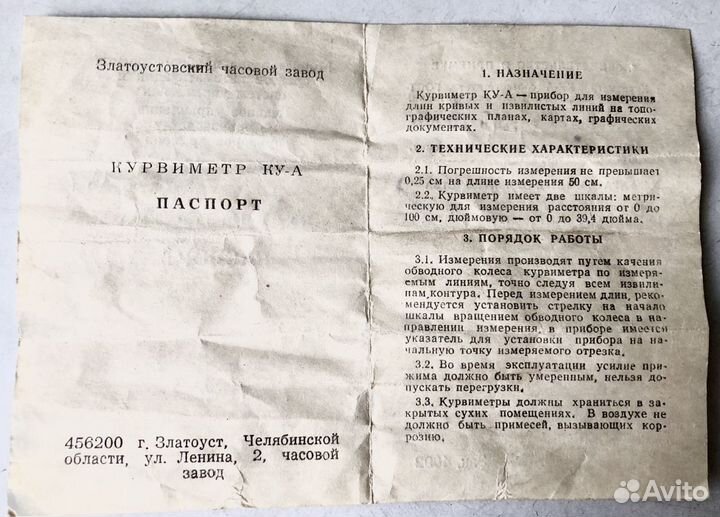 Златоустовский часовой завод
КУРВИМЕТР КУ-А
ПАСПОРТ
456200 г. Златоуст, Челябинской
области, ул. Ленина, 2, часовой
завод
1. НАЗНАЧЕНИЕ
Курвиметр КУ-А — прибор для измерения
длин кривых и извилистых линий на топо-
графических планах, картах, графических
документах.
2. ТЕХНИЧЕСКИЕ ХАРАКТЕРИСТИКИ
2.1. Погрешность измерения не превышает
0,25 см на длине измерения 50 см.
2.2. Курвиметр имеет две шкалы: метри-
ческую для измерения расстояния от 0 до
100 см, дюймовую — от 0 до 39,4 дюйма.
3. ПОРЯДОК РАБОТЫ
3.1. Измерения производят путем качения
обводного колеса курвиметра по измеря-
емым линиям, точно следуя всем извили-
нам контура. Перед измерением длин, реко-
мендуется установить стрелку на начало
шкалы вращением обводного колеса в на-
правлении измерения, в приборе имеется
указатель для установки прибора на на-
чальную точку измеряемого отрезка.
3.2. Во время эксплуатации усилие при-
жима должно быть умеренным, нельзя до-
пускать перегрузки.
3.3. Курвиметры должны храниться в за-
крытых сухих помещениях. В воздухе не
должно быть примесей, вызывающих кор-
розию.
Avito